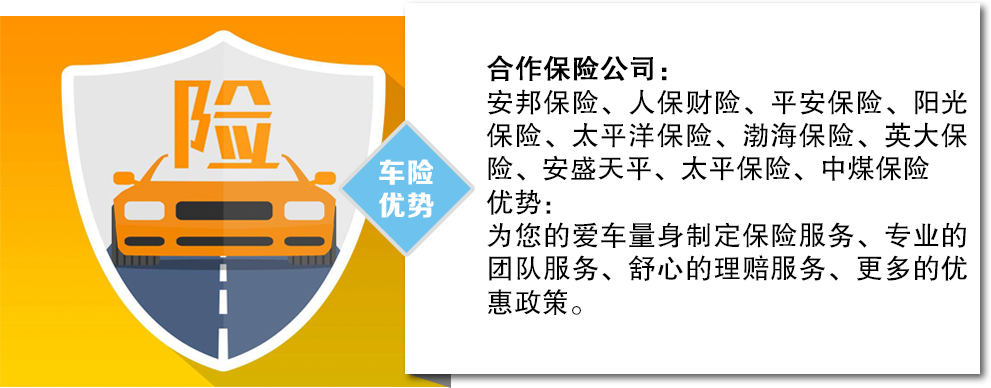 险
车险
优势
合作保险公司：
安邦保险、人保财险、平安保险、阳光
保险、太平洋保险、渤海保险、英大保
险、安盛天平、太平保险、中煤保险
优势：
为您的爱车量身制定保险服务、专业的
团队服务、舒心的理赔服务、更多的优
惠政策。